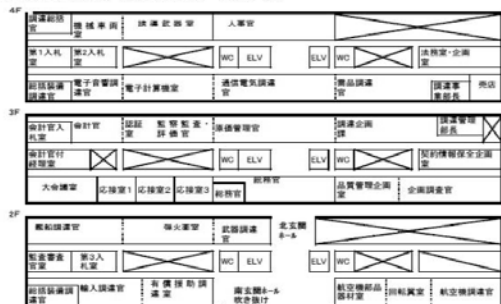 4F
調達総括官 機械車両室 誘導武器室 人事官
第1入札室 第2入札室 WC ELV ELV WC 法務室・企画室
総括装備調達官 電子音響調達官 電子計算機室 通信電気調達官 需品調達官 調達事業部長 売店
3F
会計官入札室 会計官 認証室 監察監査・評価官 原価管理官 調達企画課 調達管理部長
会計官付経理室 WC ELV ELV WC 契約情報保全企画官
大会議室 応接室1 応接室2 応接室3 総務官 品質管理企画室 企画調査官
2F
艦船調達官 弾火薬室 武器調達官 北玄関ホール
監査審査官室 第3入札室 WC ELV ELV WC
総括装備調達官 輸入調達官 有償援助調達室 南玄関ホール吹き抜け 航空機部品器材室 回転翼室 航空機調達官